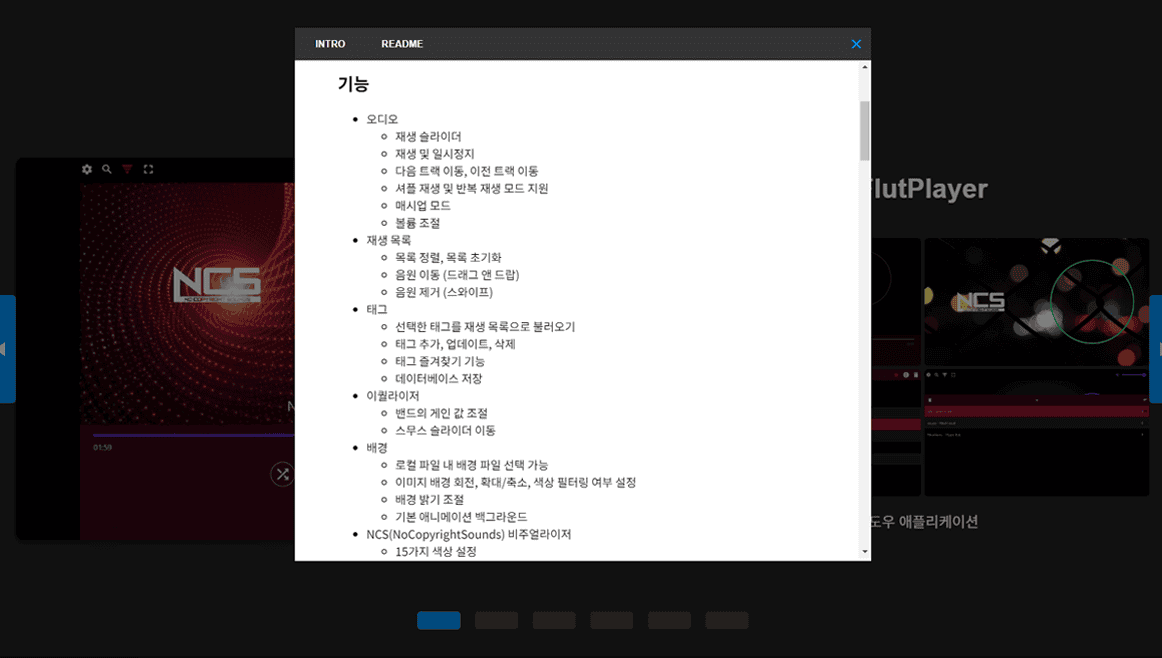 INTRO
README
기능
오디오
재생 슬라이더
재생 및 일시정지
다음 트랙 이동, 이전 트랙 이동
셔플 재생 및 반복 재생 모드 지원
매시업 모드
볼륨 조절
재생 목록
목록 정렬, 목록 초기화
음원 이동 (드래그 앤 드랍)
음원 제거 (스와이프)
태그
선택한 태그를 재생 목록으로 불러오기
태그 추가, 업데이트, 삭제
태그 즐겨찾기 기능
데이터베이스 저장
이퀄라이저
밴드의 게인 값 조절
스무스 슬라이더 이동
배경
로컬 파일 내 배경 파일 선택 가능
이미지 배경 회전, 확대/축소, 색상 필터링 여부 설정
배경 밝기 조절
기본 애니메이션 백그라운드
NCS(NoCopyrightSounds) 비주얼라이저
15가지 색상 설정
NCS
01:59
lutPlayer
NCS
도우 애플리케이션